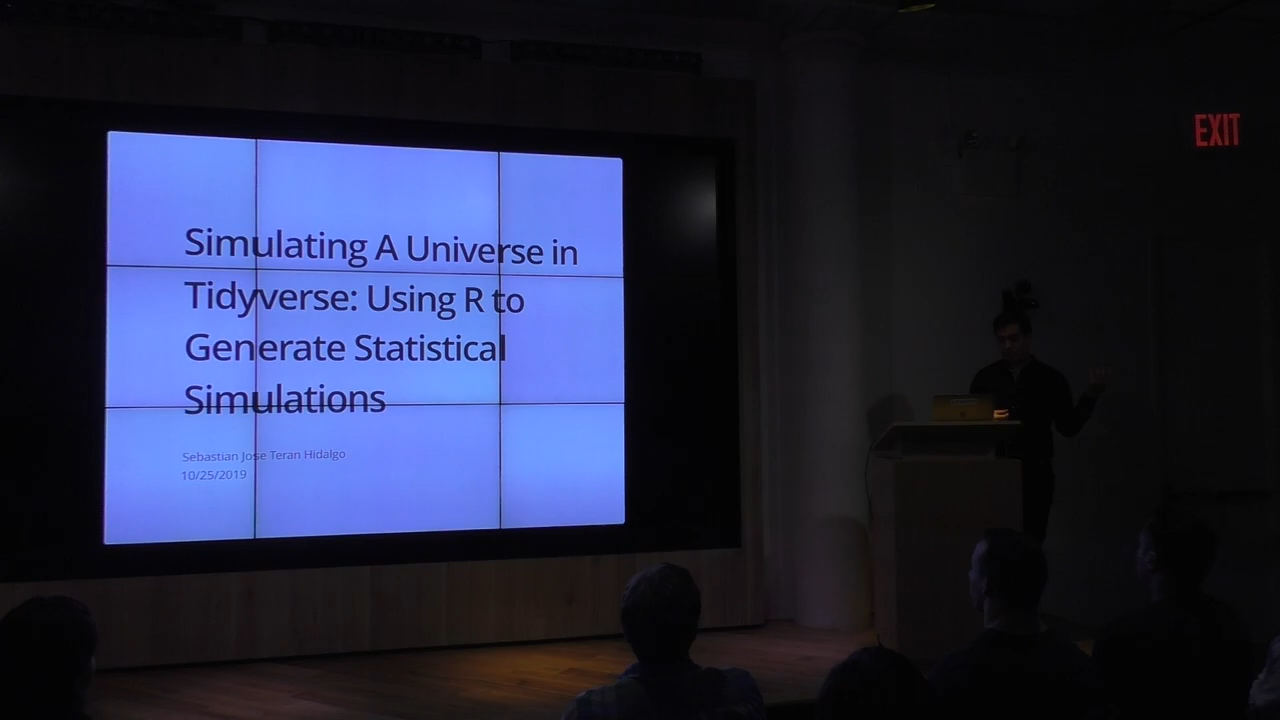 Simulating A Universe in
Tidyverse: Using R to
Generate Statistical
Simulations
Sebastian Jose Teran Hidalgo
10/25/2019
EXIT